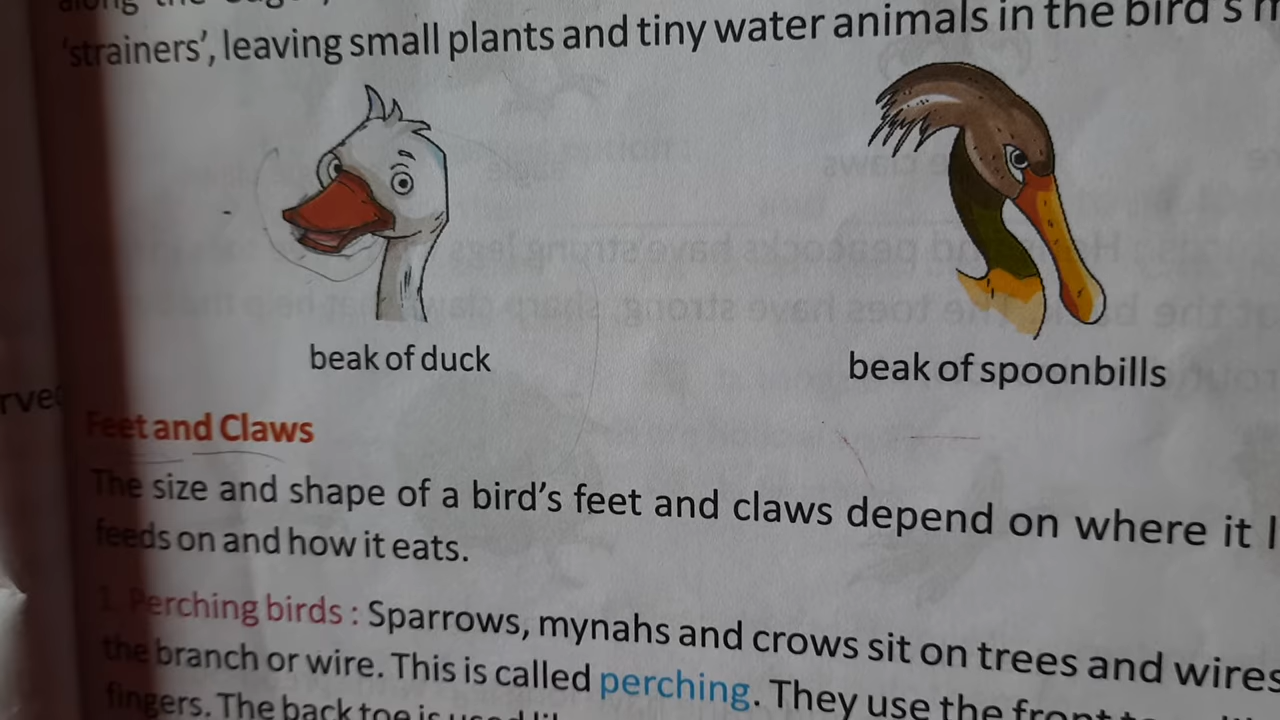 along the
'strainers', leaving small plants and tiny water animals in the bird's
beak of duck
beak of spoonbills
Feet and Claws
The size and shape of a bird's feet and claws depend on where it
feeds on and how it eats.
1. Perching birds : Sparrows, mynahs and crows sit on trees and wires
the branch or wire. This is called perching. They use the front
fingers. The back toe is used